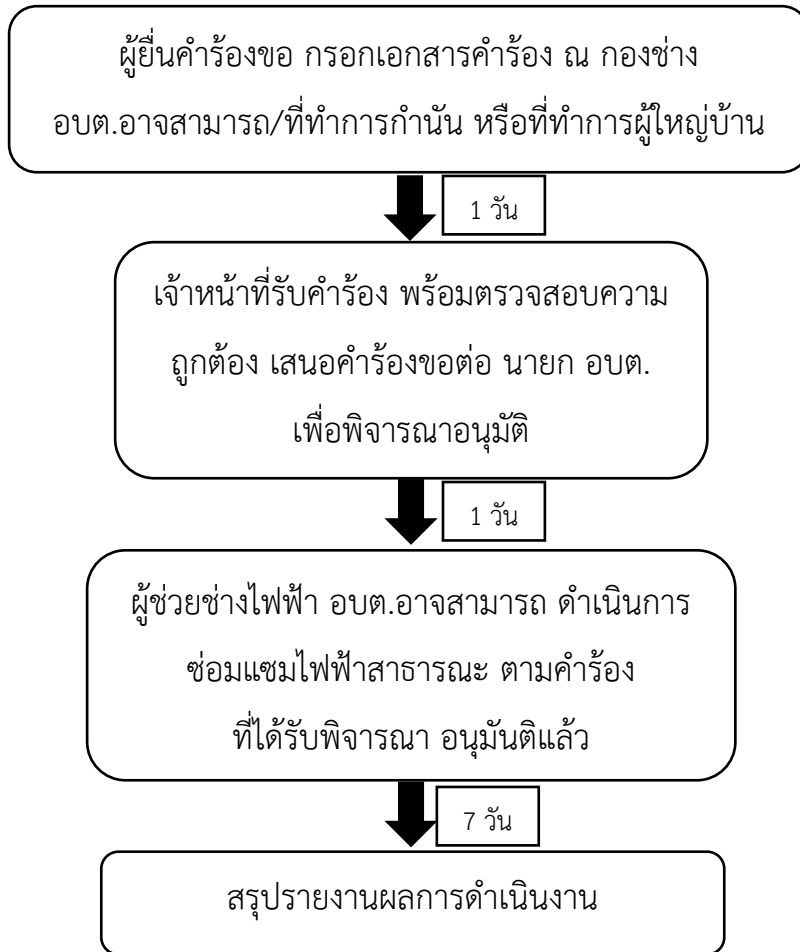 ผู้ยื่นคำร้องขอ กรอกเอกสารคำร้อง ณ กองช่าง
อบต.อาจสามารถ/ที่ทำการกำนัน หรือที่ทำการผู้ใหญ่บ้าน
1 วัน
เจ้าหน้าที่รับคำร้อง พร้อมตรวจสอบความ
ถูกต้อง เสนอคำร้องขอต่อ นายก อบต.
เพื่อพิจารณาอนุมัติ
1 วัน
ผู้ช่วยช่างไฟฟ้า อบต.อาจสามารถ ดำเนินการ
ซ่อมแซมไฟฟ้าสาธารณะ ตามคำร้อง
ที่ได้รับพิจารณา อนุมันติแล้ว
7 วัน
สรุปรายงานผลการดำเนินงาน